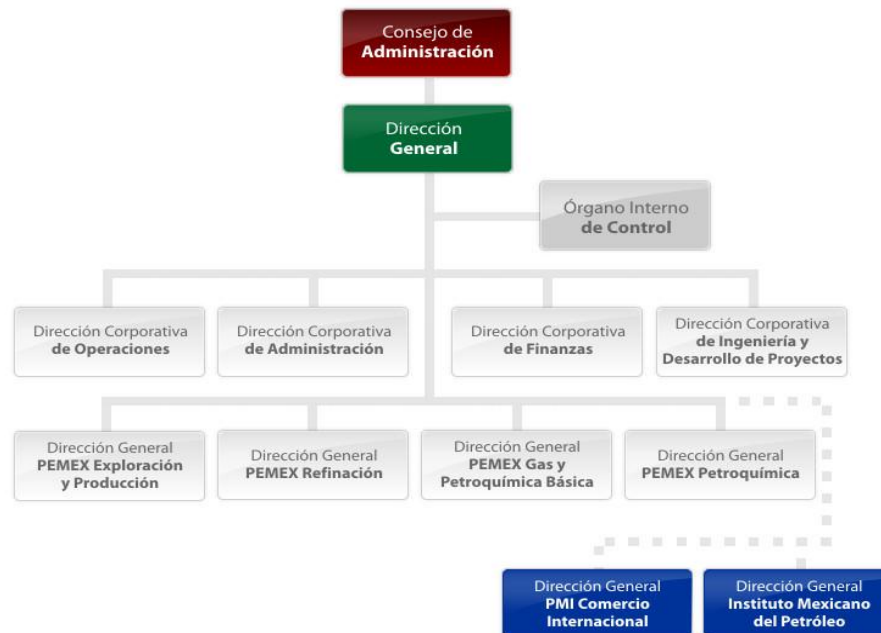 Consejo de
Administración
Dirección
General
Órgano Interno
de Control
Dirección Corporativa
de Operaciones
Dirección Corporativa
de Administración
Dirección Corporativa
de Finanzas
Dirección Corporativa
de Ingeniería y
Desarrollo de Proyectos
Dirección General
PEMEX Exploración
y Producción
Dirección General
PEMEX Refinación
Dirección General
PEMEX Gas y
Petroquímica Básica
Dirección General
PEMEX Petroquímica
Dirección General
PMI Comercio
Internacional
Dirección General
Instituto Mexicano
del Petróleo